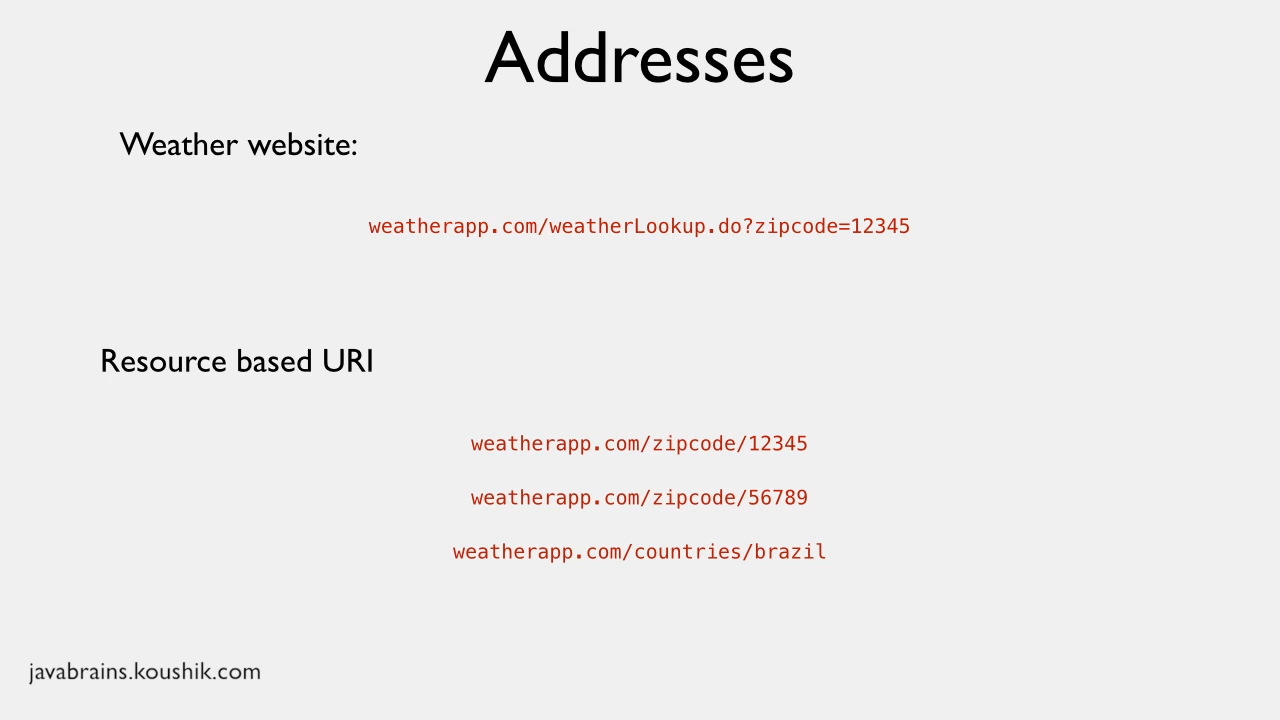 Addresses
Weather website:
weatherapp.com/weatherLookup.do?zipcode=12345
Resource based URI
weatherapp.com/zipcode/12345
weatherapp.com/zipcode/56789
weatherapp.com/countries/brazil
javabrains.koushik.com